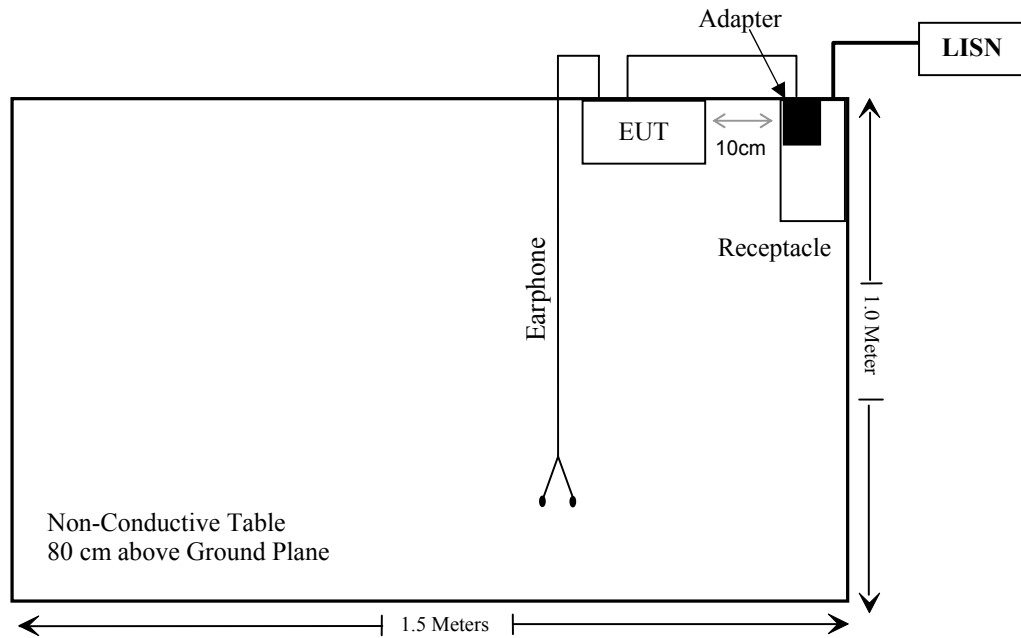 Adapter
LISN
EUT
10cm
Receptacle
Earphone
1.0 Meter
Non-Conductive Table
80 cm above Ground Plane
1.5 Meters